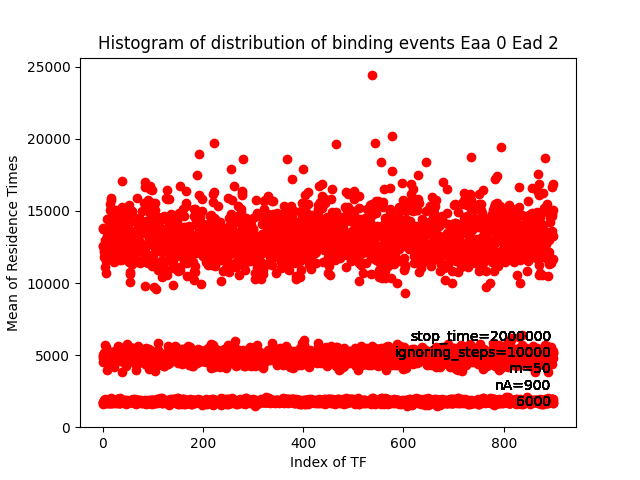 Histogram of distribution of binding events Eaa 0 Ead 2
25000
20000
15000
10000
5000
0
Mean of Residence Times
stop_time=2000000
ignoring_steps=10000
m=50
nA=900
6000
0 200 400 600 800
Index of TF